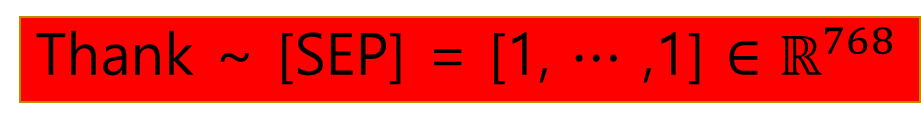 Thank ~ [SEP] = [1, ⋯ ,1] ∈ ℝ⁷⁶⁸